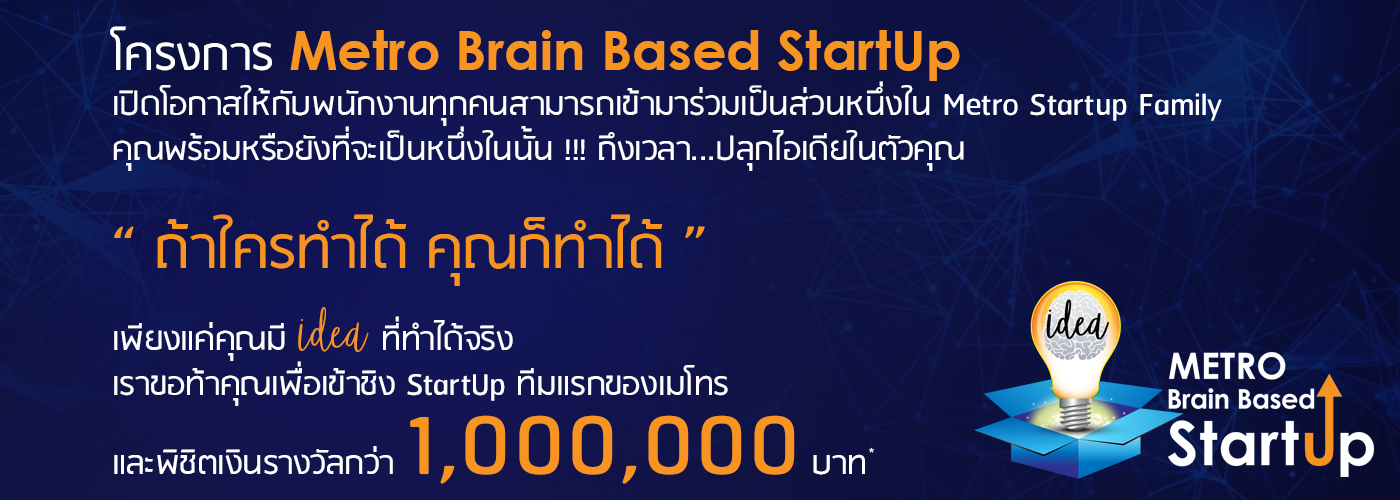 โครงการ Metro Brain Based StartUp
เปิดโอกาสให้กับพนักงานทุกคนสามารถเข้ามาร่วมเป็นส่วนหนึ่งใน Metro Startup Family
คุณพร้อมหรือยังที่จะเป็นหนึ่งในนั้น !!! ถึงเวลา...ปลุกไอเดียในตัวคุณ
“ ถ้าใครทำได้ คุณก็ทำได้ ”
เพียงแค่คุณมี idea ที่ทำได้จริง
เราขอท้าคุณเพื่อเข้าชิง StartUp ทีมแรกของเมโทร
และพิชิตเงินรางวัลกว่า 1,000,000 บาท*
idea
METRO
Brain Based
StartUp